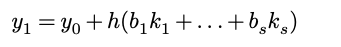 y₁ = y₀ + h(b₁k₁ + … + bₛkₛ)